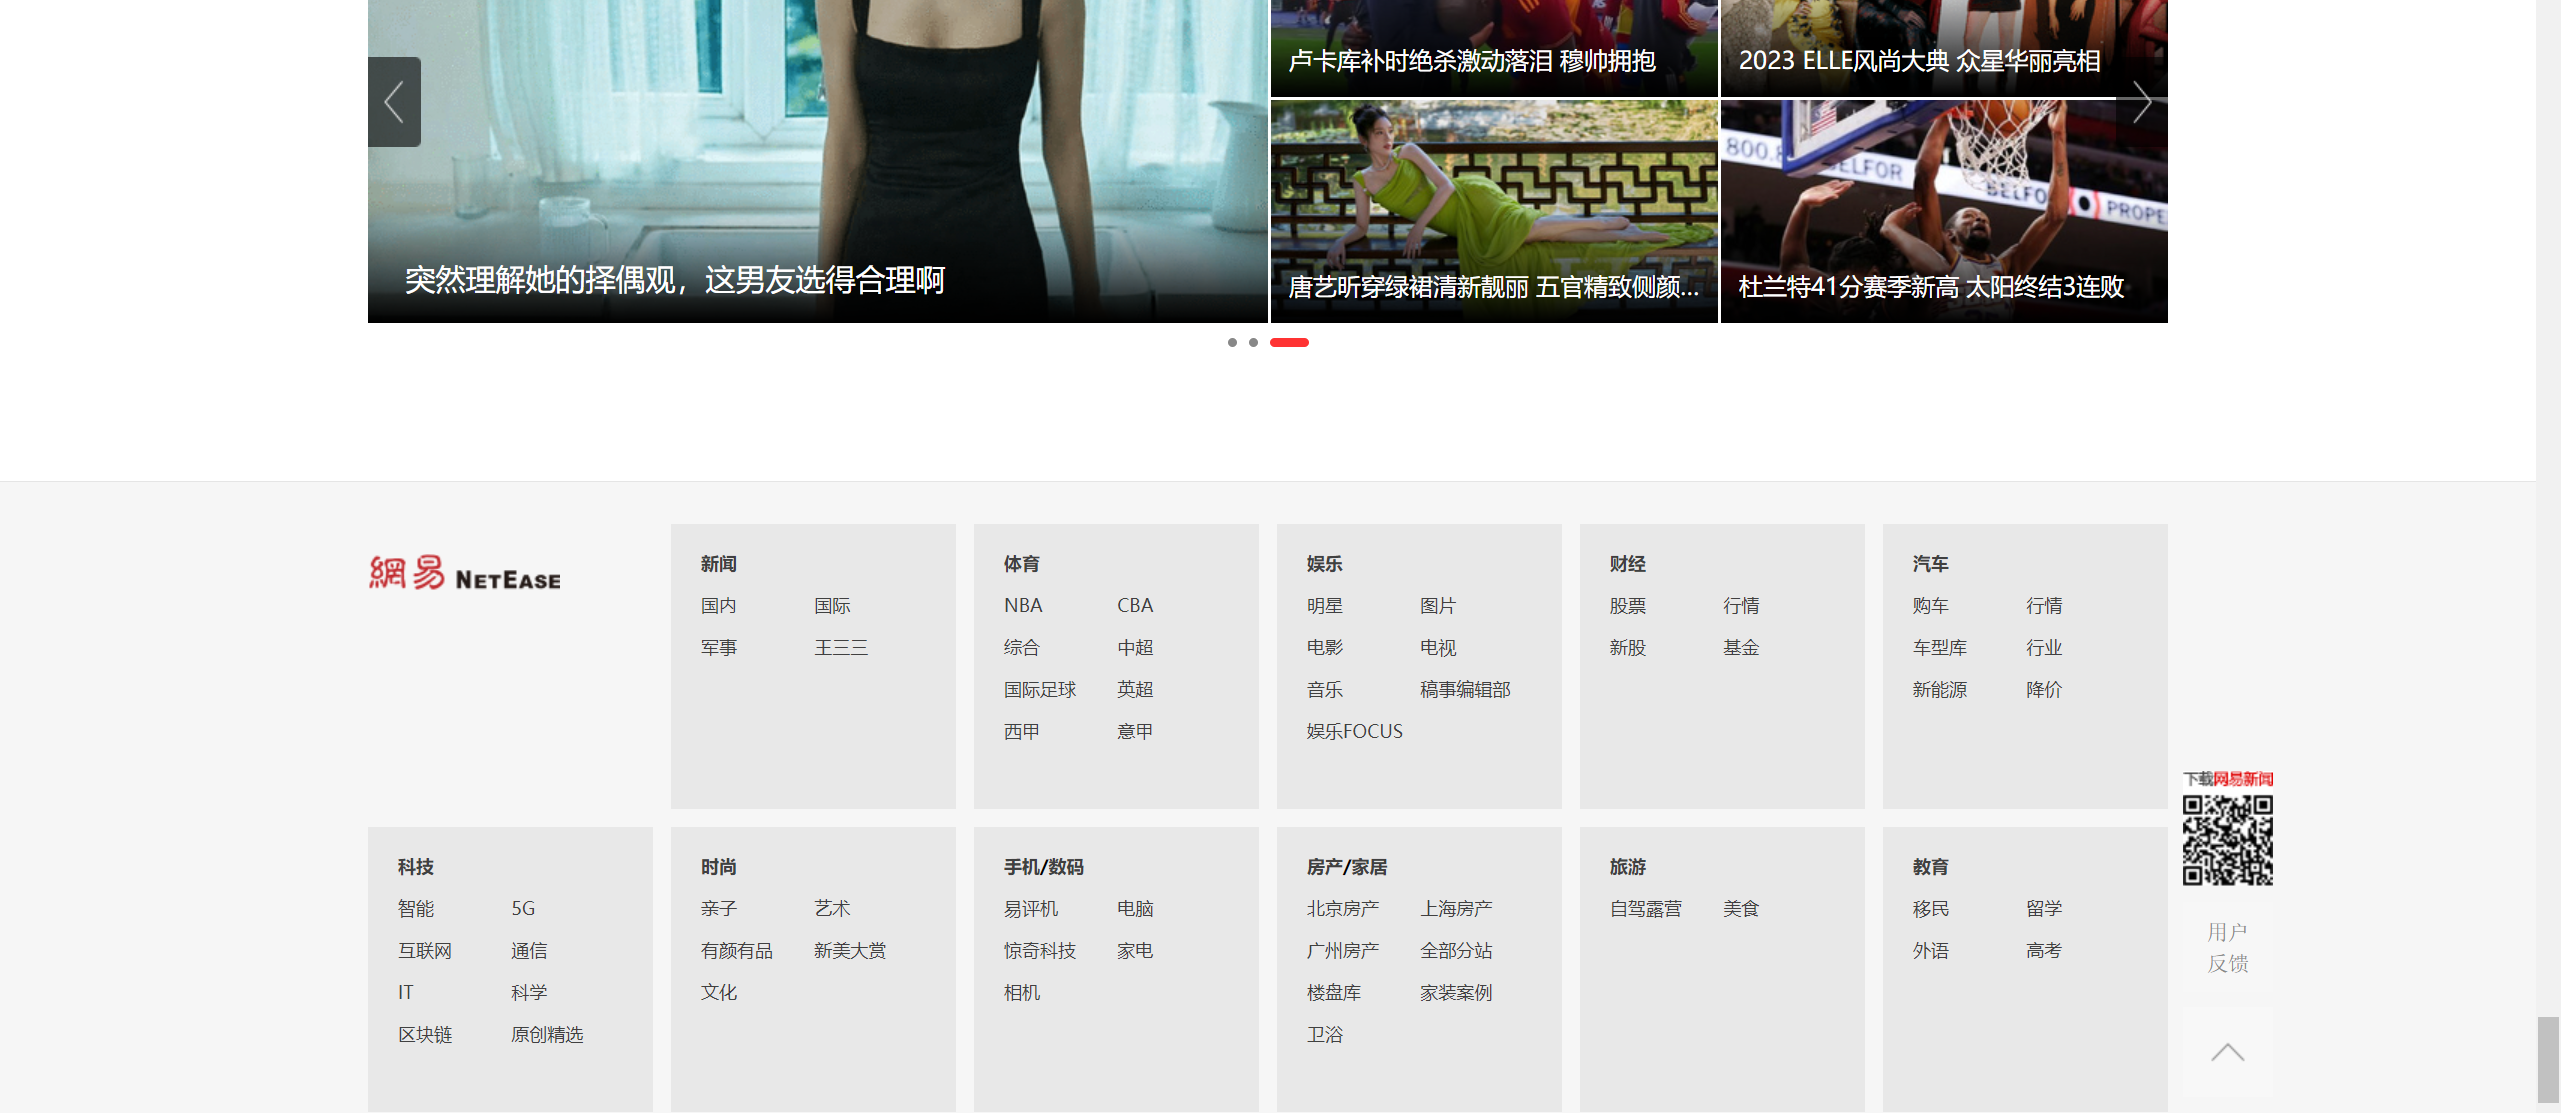 卢卡库补时绝杀激动落泪 穆帅拥抱
2023 ELLE风尚大典 众星华丽亮相
800.8
BELFOR
BELFO
PROPE
突然理解她的择偶观，这男友选得合理啊
唐艺昕穿绿裙清新靓丽 五官精致侧颜...
杜兰特41分赛季新高 太阳终结3连败
網易 NETEASE
新闻
国内 国际
军事 王三三
体育
NBA CBA
综合 中超
国际足球 英超
西甲 意甲
娱乐
明星 图片
电影 电视
音乐 稿事编辑部
娱乐FOCUS
财经
股票 行情
新股 基金
汽车
购车 行情
车型库 行业
新能源 降价
科技
智能 5G
互联网 通信
IT 科学
区块链 原创精选
时尚
亲子 艺术
有颜有品 新美大赏
文化
手机/数码
易评机 电脑
惊奇科技 家电
相机
房产/家居
北京房产 上海房产
广州房产 全部分站
楼盘库 家装案例
卫浴
旅游
自驾露营 美食
教育
移民 留学
外语 高考
下载网易新闻
用户
反馈